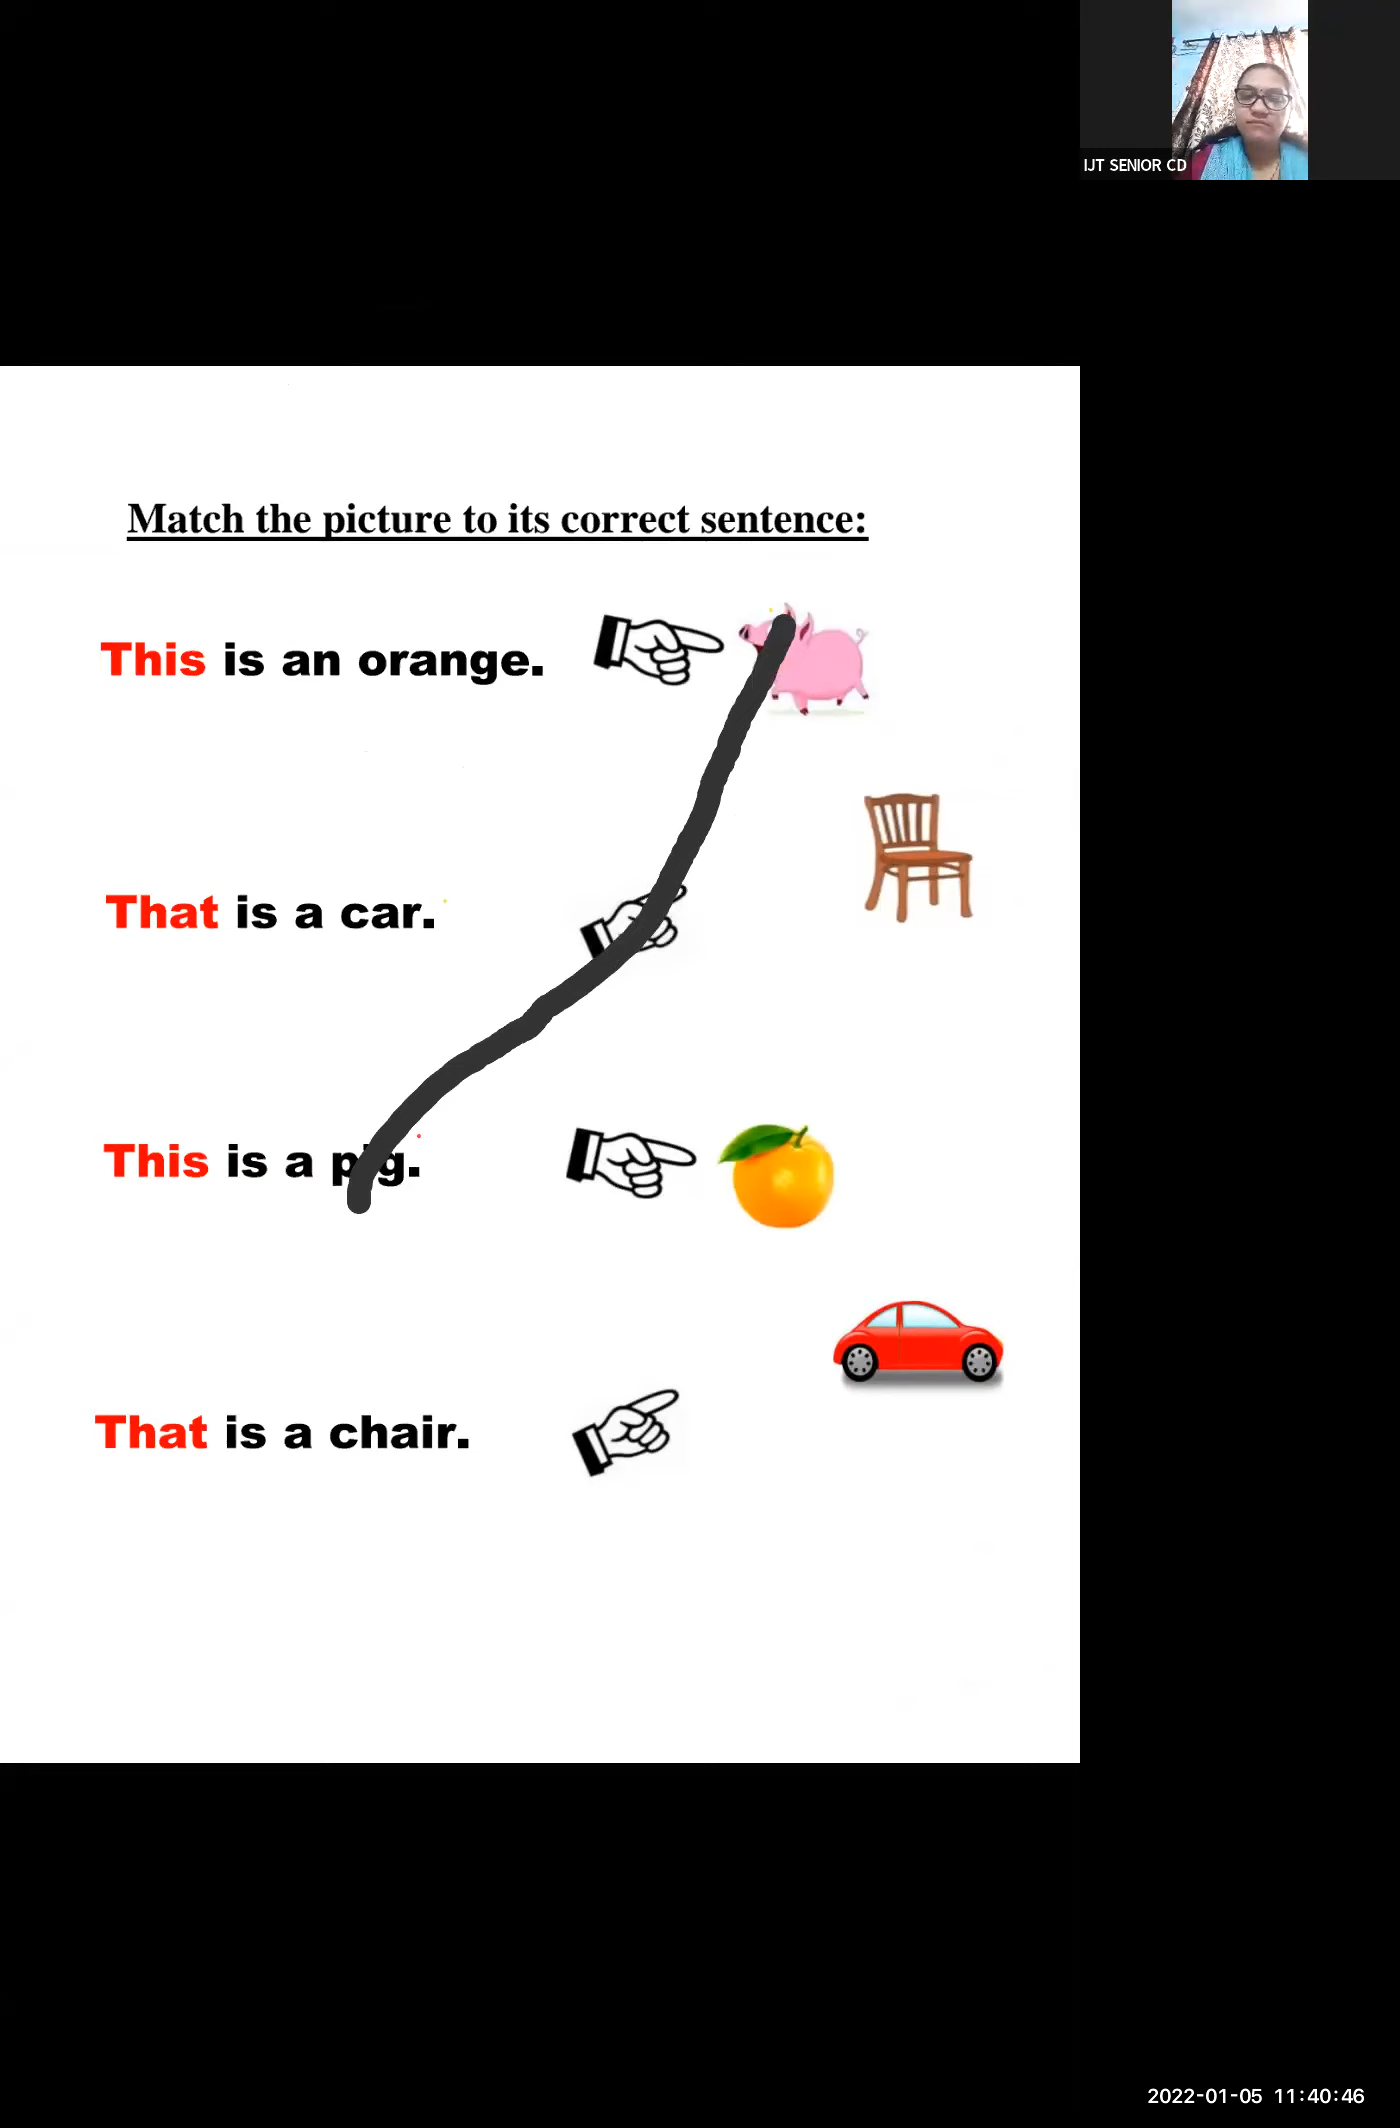 IJT SENIOR CD
Match the picture to its correct sentence:
This is an orange.
That is a car.
This is a pig.
That is a chair.
2022-01-05 11:40:46